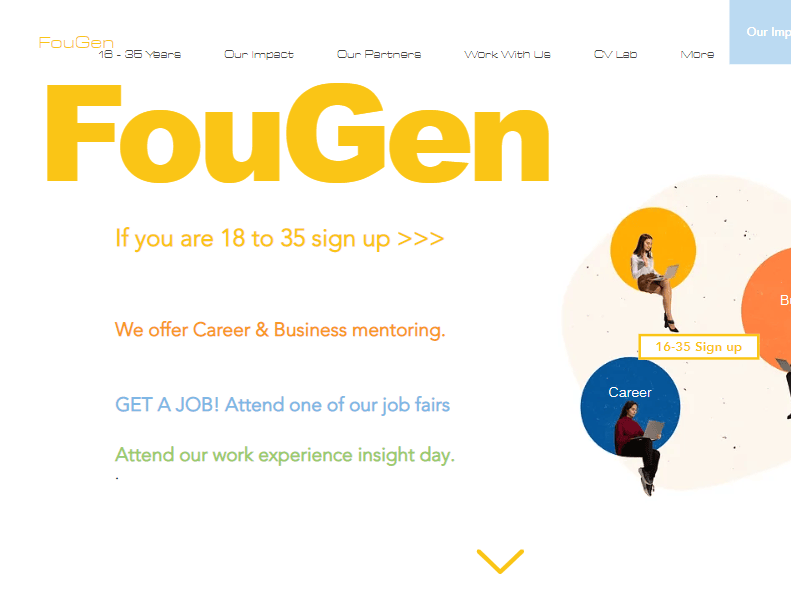 FouGen
18 - 35 Years
Our Impact
Our Partners
Work With Us
CV Lab
More
Our Imp
FouGen
If you are 18 to 35 sign up >>>
We offer Career & Business mentoring.
16-35 Sign up
Career
GET A JOB! Attend one of our job fairs
Attend our work experience insight day.
.